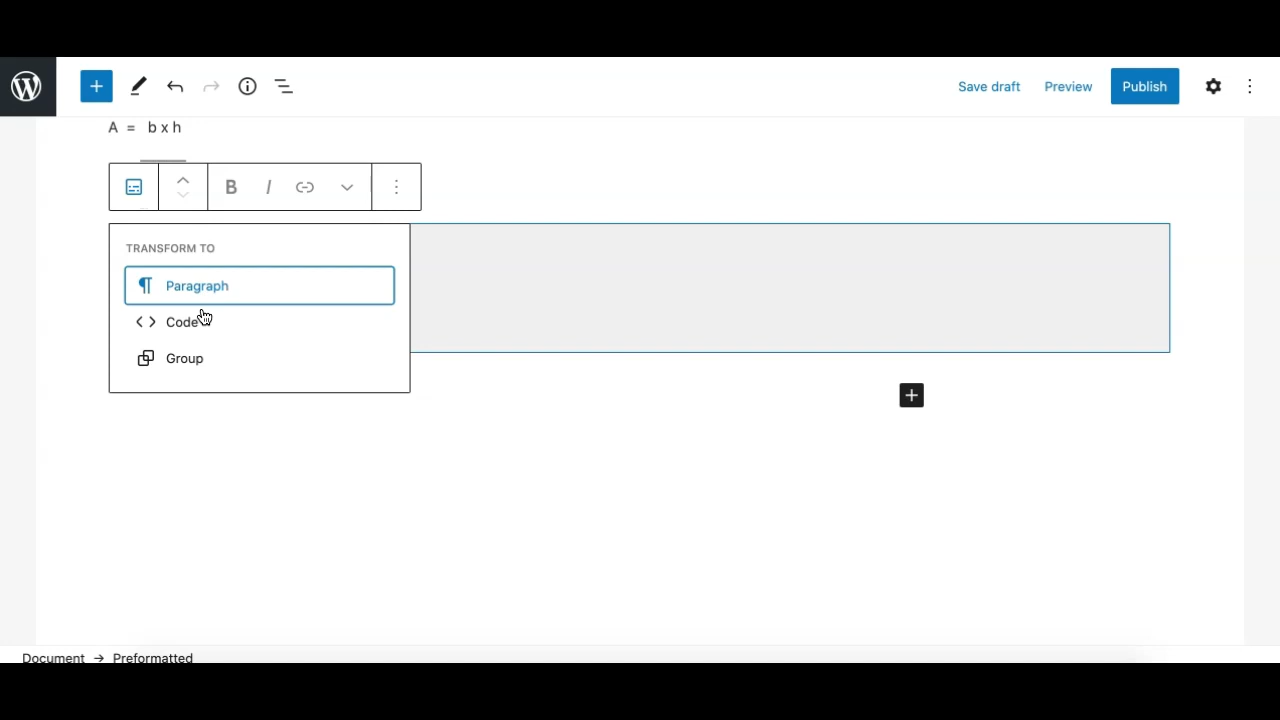 Save draft
Preview
Publish
A = b x h
B I
TRANSFORM TO
Paragraph
Code
Group
Document → Preformatted